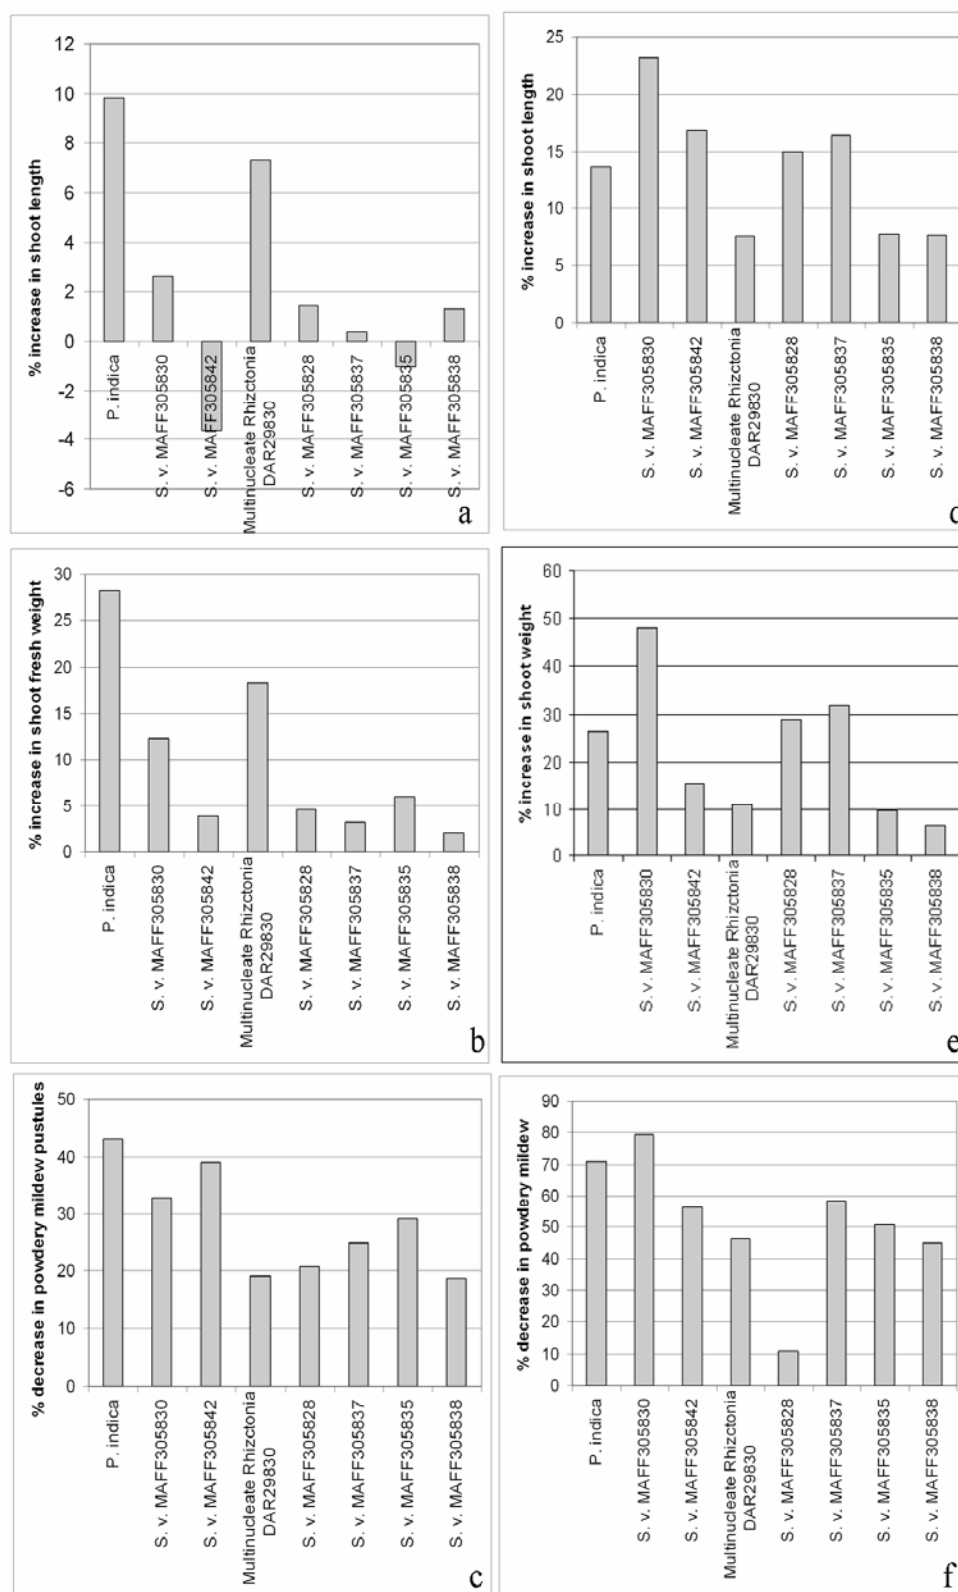 % increase in shoot length
12
10
8
6
4
2
0
-2
-4
-6
P. indica
S. v. MAFF305830
S. v. MAFF305842
Multinucleate Rhizctonia
DAR29830
S. v. MAFF305828
S. v. MAFF305837
S. v. MAFF305835
S. v. MAFF305838
a
% increase in shoot length
25
20
15
10
5
0
P. indica
S. v. MAFF305830
S. v. MAFF305842
Multinucleate Rhizctonia
DAR29830
S. v. MAFF305828
S. v. MAFF305837
S. v. MAFF305835
S. v. MAFF305838
d
% increase in shoot fresh weight
30
25
20
15
10
5
0
P. indica
S. v. MAFF305830
S. v. MAFF305842
Multinucleate Rhizctonia
DAR29830
S. v. MAFF305828
S. v. MAFF305837
S. v. MAFF305835
S. v. MAFF305838
b
% increase in shoot weight
60
50
40
30
20
10
0
P. indica
S. v. MAFF305830
S. v. MAFF305842
Multinucleate Rhizctonia
DAR29830
S. v. MAFF305828
S. v. MAFF305837
S. v. MAFF305835
S. v. MAFF305838
e
% decrease in powdery mildew pustules
50
40
30
20
10
0
P. indica
S. v. MAFF305830
S. v. MAFF305842
Multinucleate Rhizctonia
DAR29830
S. v. MAFF305828
S. v. MAFF305837
S. v. MAFF305835
S. v. MAFF305838
c
% decrease in powdery mildew
90
80
70
60
50
40
30
20
10
0
P. indica
S. v. MAFF305830
S. v. MAFF305842
Multinucleate Rhizctonia
DAR29830
S. v. MAFF305828
S. v. MAFF305837
S. v. MAFF305835
S. v. MAFF305838
f